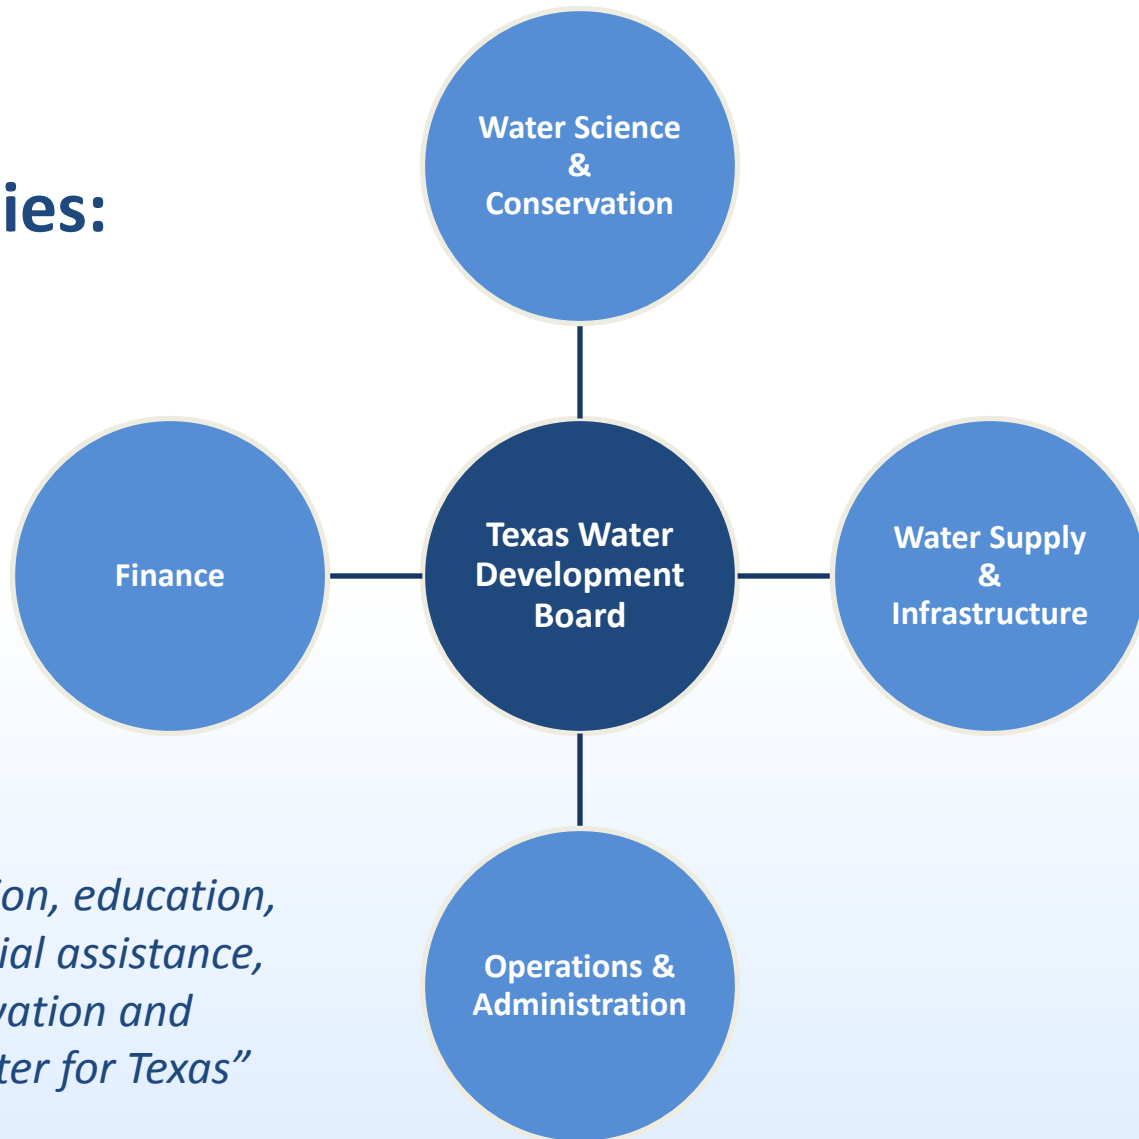 Water Science
&
Conservation
ies:
Finance
Texas Water
Development
Board
Water Supply
&
Infrastructure
ion, education,
ial assistance,
vation and
ter for Texas”
Operations &
Administration